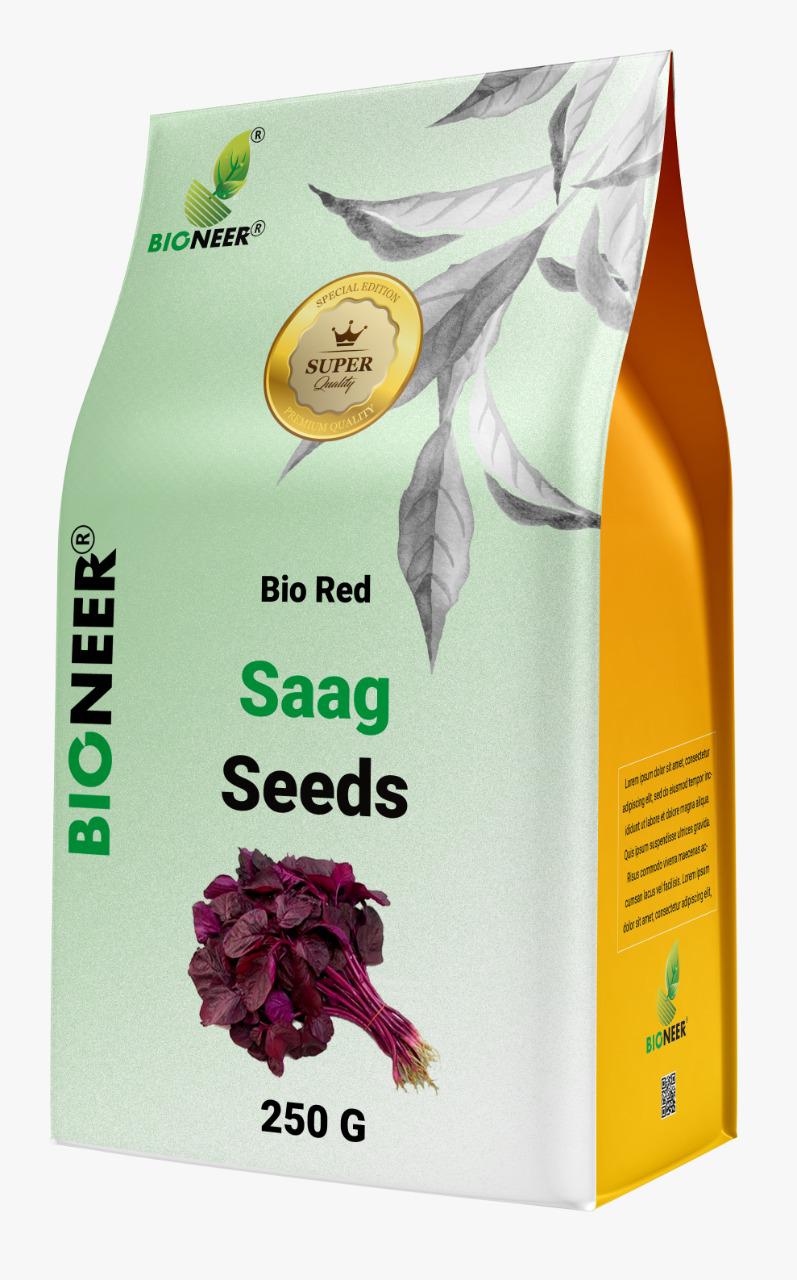 ®
BIONEER®
SPECIAL EDITION
SUPER
Quality
PREMIUM QUALITY
BIONEER®
Bio Red
Saag
Seeds
250 G
Lorem ipsum dolor sit amet, consectetur
adipiscing elit, sed do eiusmod tempor inc-
ididunt ut labore et dolore magna aliqua.
Quis ipsum suspendisse ultrices gravida.
Risus commodo viverra maecenas ac-
cumsan lacus vel facilisis. Lorem ipsum
dolor sit amet, consectetur adipiscing elit,
BIONEER®